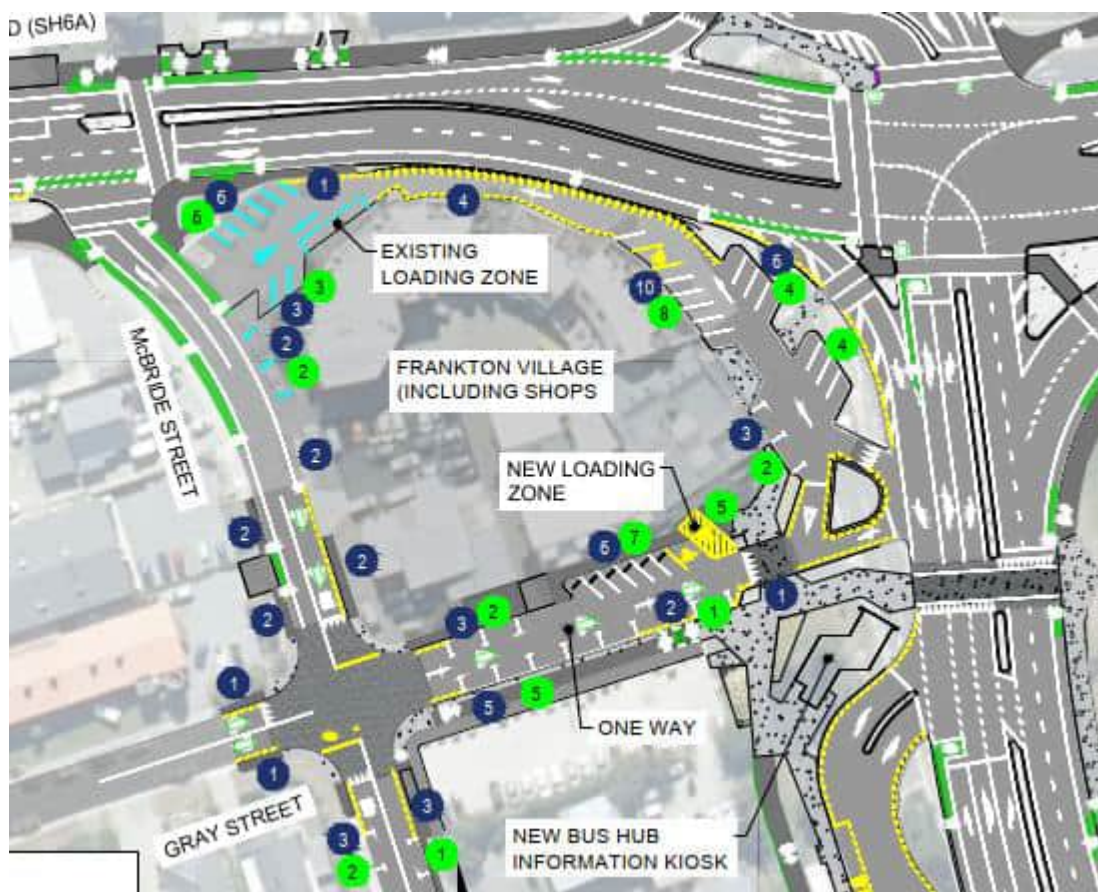 D (SH6A)
1
6
4
6
EXISTING
LOADING ZONE
6
4
10
3
3
8
2
2
4
McBRIDE STREET
FRANKTON VILLAGE
(INCLUDING SHOPS
3
2
2
NEW LOADING
ZONE
5
7
6
2
2
2
2
1
1
2
3
1
5
5
ONE WAY
1
GRAY STREET
3
3
1
2
NEW BUS HUB
INFORMATION KIOSK